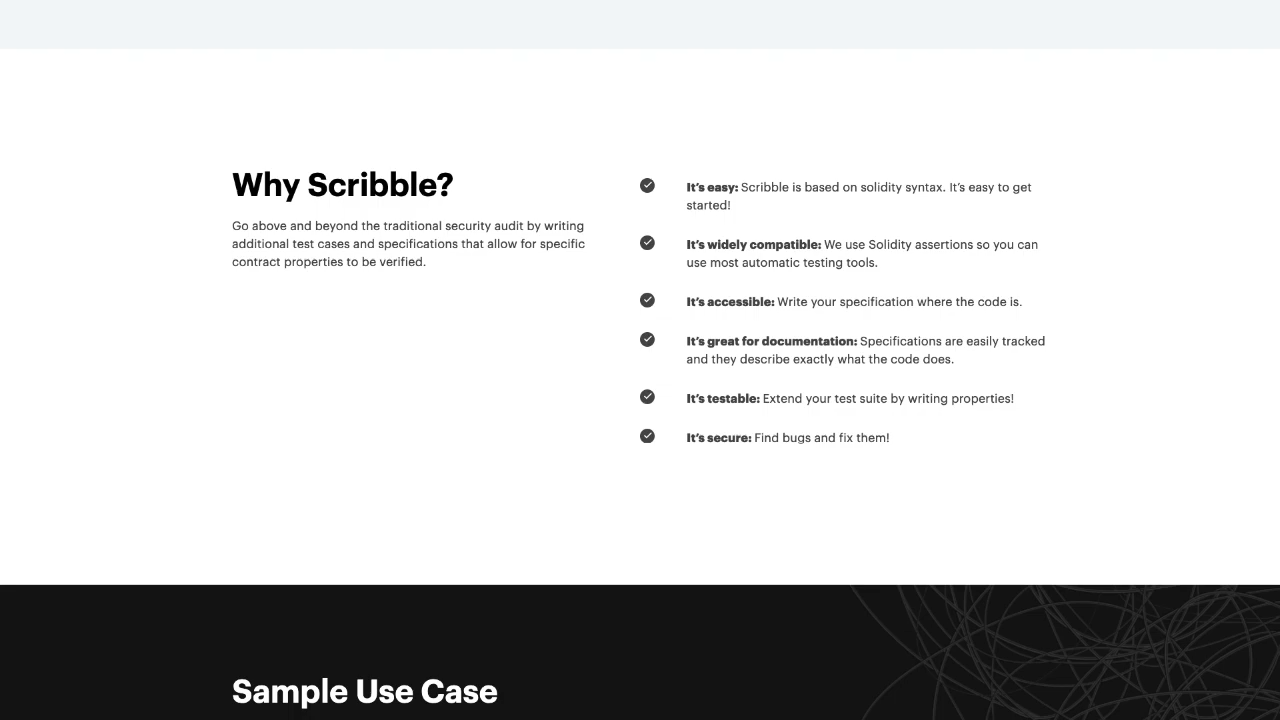 Why Scribble?
Go above and beyond the traditional security audit by writing
additional test cases and specifications that allow for specific
contract properties to be verified.
It's easy: Scribble is based on solidity syntax. It's easy to get
started!
It's widely compatible: We use Solidity assertions so you can
use most automatic testing tools.
It's accessible: Write your specification where the code is.
It's great for documentation: Specifications are easily tracked
and they describe exactly what the code does.
It's testable: Extend your test suite by writing properties!
It's secure: Find bugs and fix them!
Sample Use Case